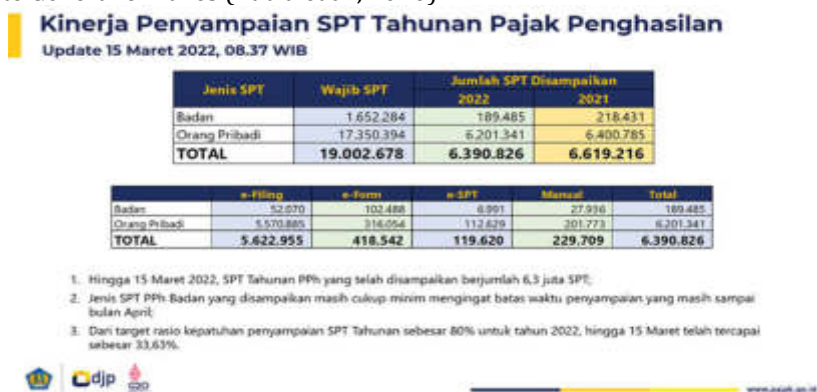 Kinerja Penyampaian SPT Tahunan Pajak Penghasilan
Update 15 Maret 2022, 08.37 WIB
Jenis SPT Wajib SPT Jumlah SPT Disampaikan
2022 2021
Badan 1.652.284 189.485 218.431
Orang Pribadi 17.350.394 6.201.341 6.400.785
TOTAL 19.002.678 6.390.826 6.619.216
e-Filing e-Form e-SPT Manual Total
Badan 52.070 102.488 6.991 27.936 189.485
Orang Pribadi 5.570.885 316.054 112.629 201.773 6.201.341
TOTAL 5.622.955 418.542 119.620 229.709 6.390.826
1. Hingga 15 Maret 2022, SPT Tahunan PPh yang telah disampaikan berjumlah 6,3 juta SPT;
2. Jenis SPT PPh Badan yang disampaikan masih cukup minim mengingat batas waktu penyampaian yang masih sampai
bulan April;
3. Dari target rasio kepatuhan penyampaian SPT Tahunan sebesar 80% untuk tahun 2022, hingga 15 Maret telah tercapai
sebesar 33,63%.
djp
www.pajak.go.id